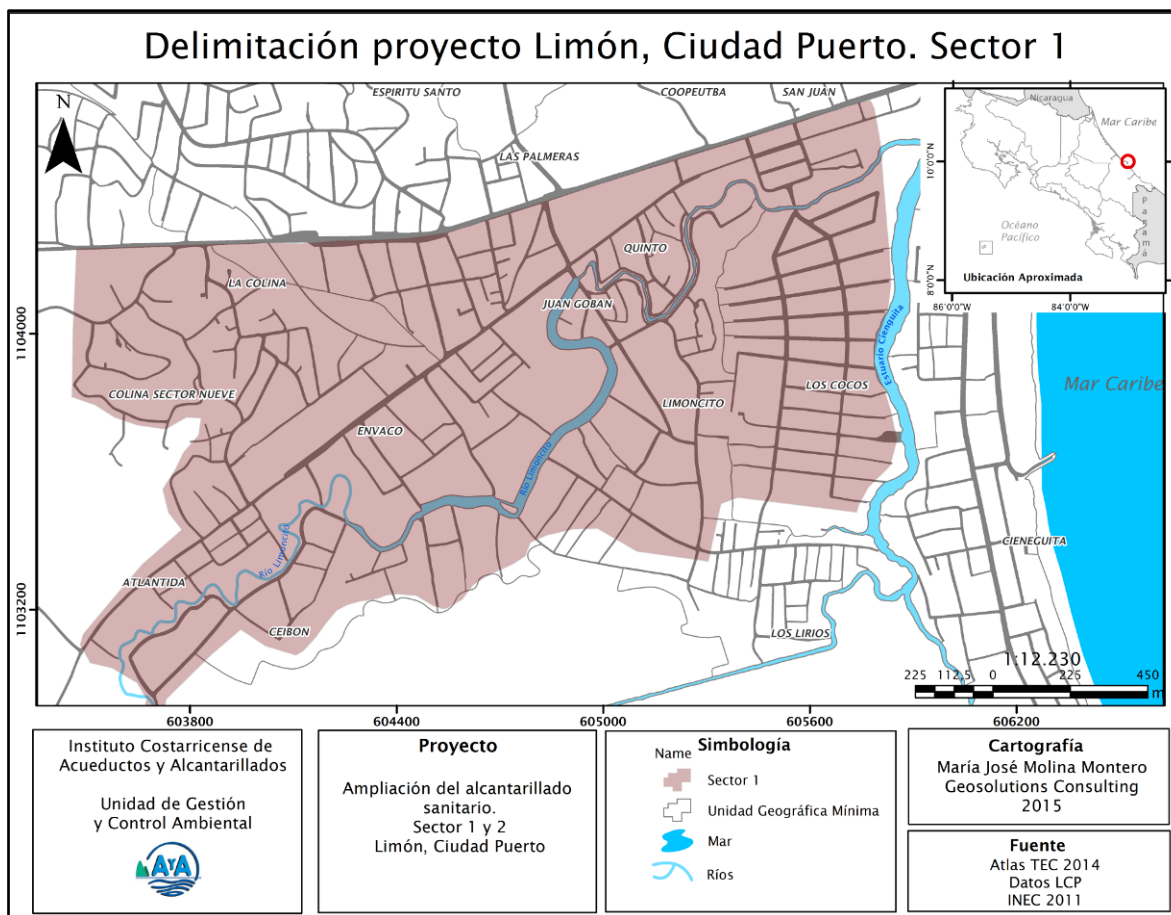 Delimitación proyecto Limón, Ciudad Puerto. Sector 1
N
ESPIRITU SANTO
COOPEUTBA
SAN JUAN
LAS PALMERAS
QUINTO
LA COLINA
JUAN GOBAN
COLINA SECTOR NUEVE
ENVACO
LIMONCITO
LOS COCOS
Estuario Cienguita
Mar Caribe
Río Limoncito
Río Limoncito
CIENEGUITA
ATLANTIDA
CEIBON
LOS LIRIOS
1104000
1103200
603800
604400
605000
605600
606200
1:12.230
225 112,5 0 225 450
m
Nicaragua
Mar Caribe
Océano
Pacífico
Panamá
Ubicación Aproximada
10°0'0"N
8°0'0"N
86°0'0"W
84°0'0"W
Instituto Costarricense de
Acueductos y Alcantarillados
Unidad de Gestión
y Control Ambiental
AyA
Proyecto
Ampliación del alcantarillado
sanitario.
Sector 1 y 2
Limón, Ciudad Puerto
Simbología
Name
Sector 1
Unidad Geográfica Mínima
Mar
Ríos
Cartografía
María José Molina Montero
Geosolutions Consulting
2015
Fuente
Atlas TEC 2014
Datos LCP
INEC 2011